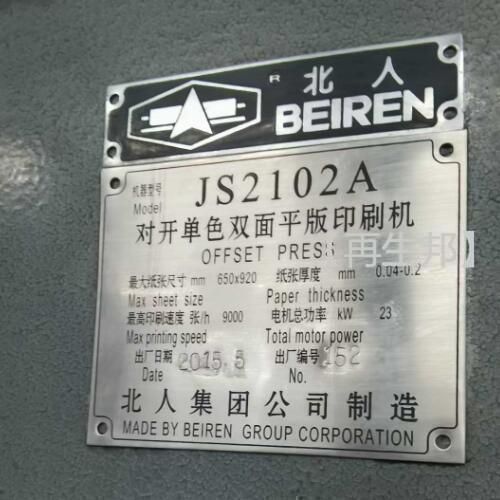 ® 北人
BEIREN
机器型号 JS2102A
Model
对开单色双面平版印刷机
OFFSET PRESS
再生邦
最大纸张尺寸 mm 650x920 纸张厚度 mm 0.04-0.2
Max sheet size Paper thickness
最高印刷速度 张/h 9000 电机总功率 kW 23
Max printing speed Total motor power
出厂日期 2015.5 出厂编号 152
Date No.
北人集团公司制造
MADE BY BEIREN GROUP CORPORATION